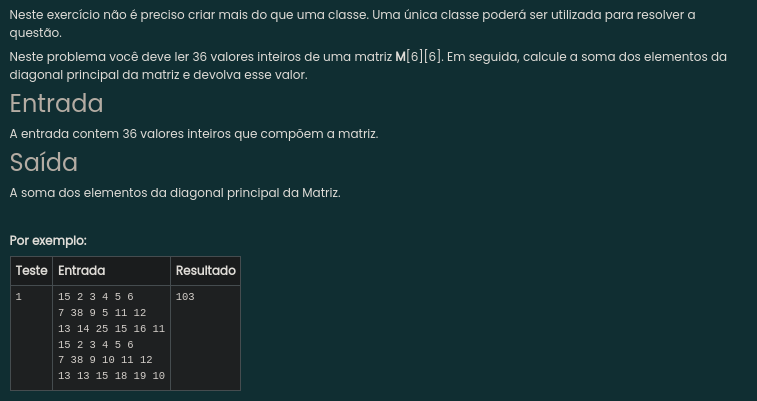 Neste exercício não é preciso criar mais do que uma classe. Uma única classe poderá ser utilizada para resolver a
questão.
Neste problema você deve ler 36 valores inteiros de uma matriz M[6][6]. Em seguida, calcule a soma dos elementos da
diagonal principal da matriz e devolva esse valor.
Entrada
A entrada contem 36 valores inteiros que compõem a matriz.
Saída
A soma dos elementos da diagonal principal da Matriz.
Por exemplo:
Teste Entrada Resultado
1 15 2 3 4 5 6 103
7 38 9 5 11 12
13 14 25 15 16 11
15 2 3 4 5 6
7 38 9 10 11 12
13 13 15 18 19 10